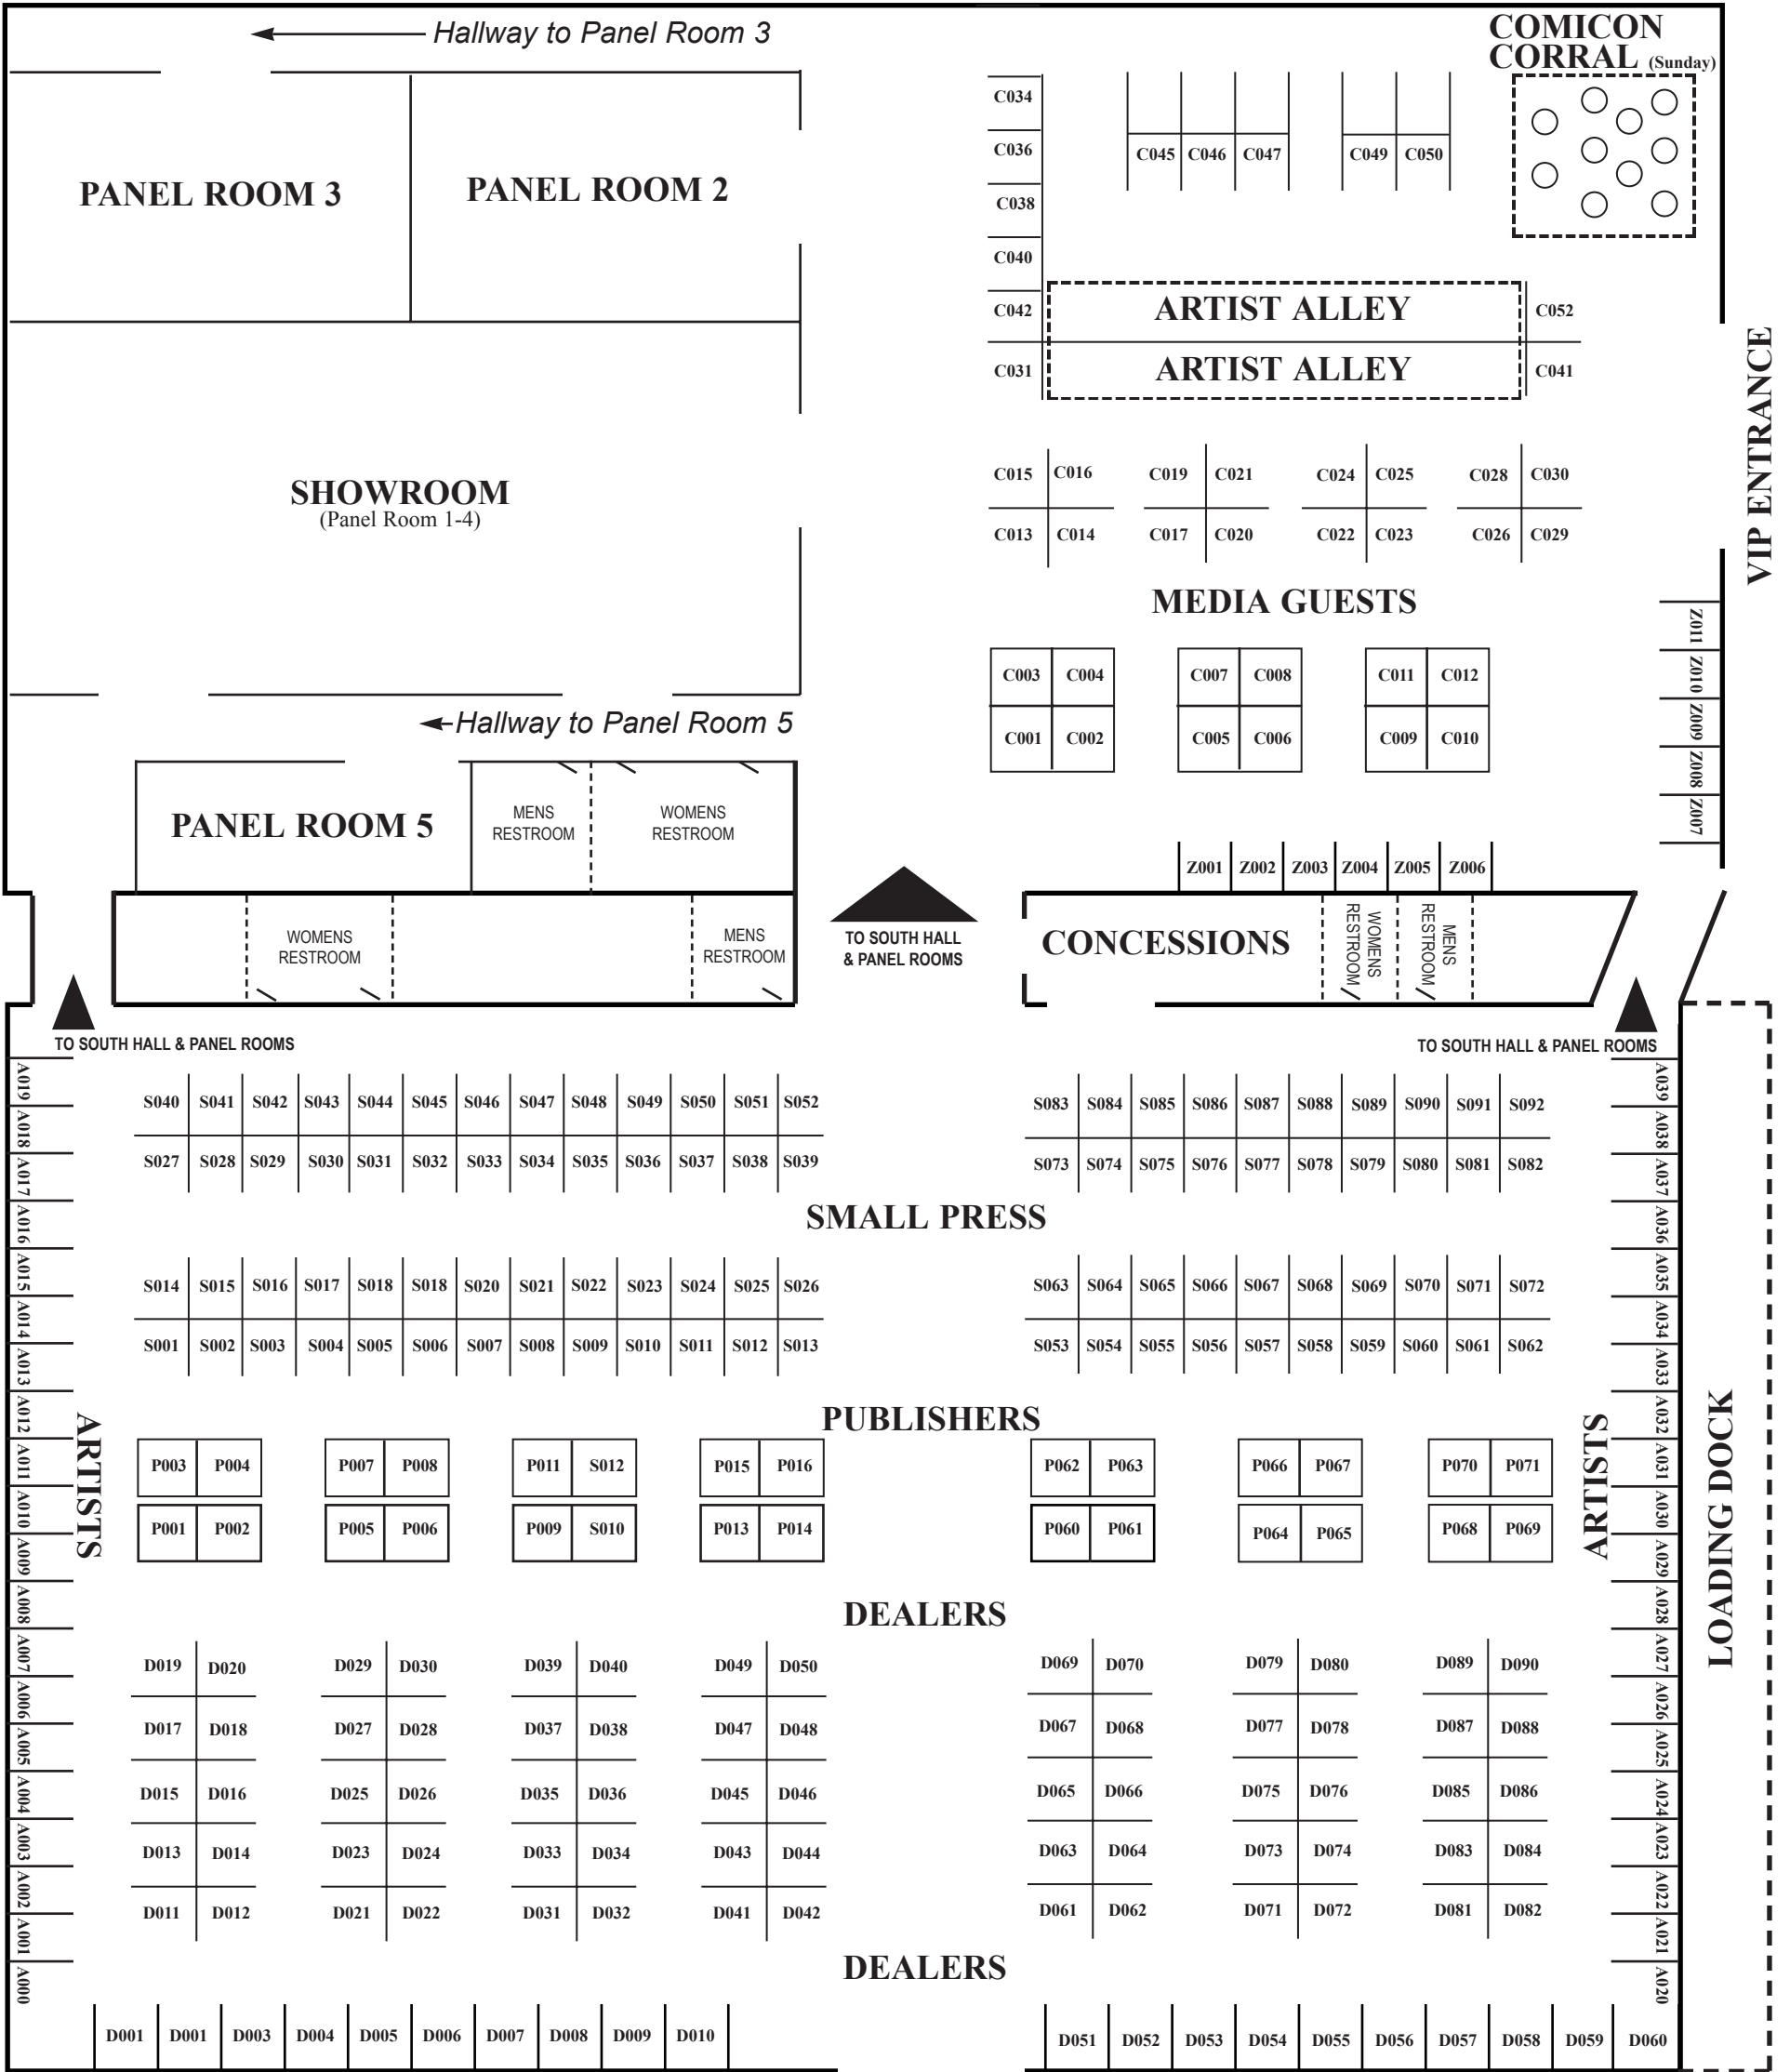 Hallway to Panel Room 3
COMICON
CORRAL (Sunday)
PANEL ROOM 3
PANEL ROOM 2
C034
C036
C038
C040
C042
C031
C045 C046 C047
C049 C050
ARTIST ALLEY
ARTIST ALLEY
C052
C041
VIP ENTRANCE
SHOWROOM
(Panel Room 1-4)
C015 C016 C019 C021 C024 C025 C028 C030
C013 C014 C017 C020 C022 C023 C026 C029
MEDIA GUESTS
C003 C004 C007 C008 C011 C012
C001 C002 C005 C006 C009 C010
Z011
Z010
Z009
Z008
Z007
Hallway to Panel Room 5
PANEL ROOM 5
MENS
RESTROOM
WOMENS
RESTROOM
Z001 Z002 Z003 Z004 Z005 Z006
WOMENS
RESTROOM
MENS
RESTROOM
TO SOUTH HALL
& PANEL ROOMS
CONCESSIONS
WOMENS
RESTROOM
MENS
RESTROOM
TO SOUTH HALL & PANEL ROOMS
TO SOUTH HALL & PANEL ROOMS
A019
A018
A017
A016
A015
A014
A013
A012
A011
A010
A009
A008
A007
A006
A005
A004
A003
A002
A001
A000
ARTISTS
S040 S041 S042 S043 S044 S045 S046 S047 S048 S049 S050 S051 S052
S027 S028 S029 S030 S031 S032 S033 S034 S035 S036 S037 S038 S039
S083 S084 S085 S086 S087 S088 S089 S090 S091 S092
S073 S074 S075 S076 S077 S078 S079 S080 S081 S082
SMALL PRESS
S014 S015 S016 S017 S018 S018 S020 S021 S022 S023 S024 S025 S026
S001 S002 S003 S004 S005 S006 S007 S008 S009 S010 S011 S012 S013
S063 S064 S065 S066 S067 S068 S069 S070 S071 S072
S053 S054 S055 S056 S057 S058 S059 S060 S061 S062
PUBLISHERS
P003 P004 P007 P008 P011 S012 P015 P016
P001 P002 P005 P006 P009 S010 P013 P014
P062 P063 P066 P067 P070 P071
P060 P061 P064 P065 P068 P069
DEALERS
D019 D020 D029 D030 D039 D040 D049 D050
D017 D018 D027 D028 D037 D038 D047 D048
D015 D016 D025 D026 D035 D036 D045 D046
D013 D014 D023 D024 D033 D034 D043 D044
D011 D012 D021 D022 D031 D032 D041 D042
D069 D070 D079 D080 D089 D090
D067 D068 D077 D078 D087 D088
D065 D066 D075 D076 D085 D086
D063 D064 D073 D074 D083 D084
D061 D062 D071 D072 D081 D082
DEALERS
D001 D001 D003 D004 D005 D006 D007 D008 D009 D010
D051 D052 D053 D054 D055 D056 D057 D058 D059 D060
ARTISTS
A039
A038
A037
A036
A035
A034
A033
A032
A031
A030
A029
A028
A027
A026
A025
A024
A023
A022
A021
A020
LOADING DOCK